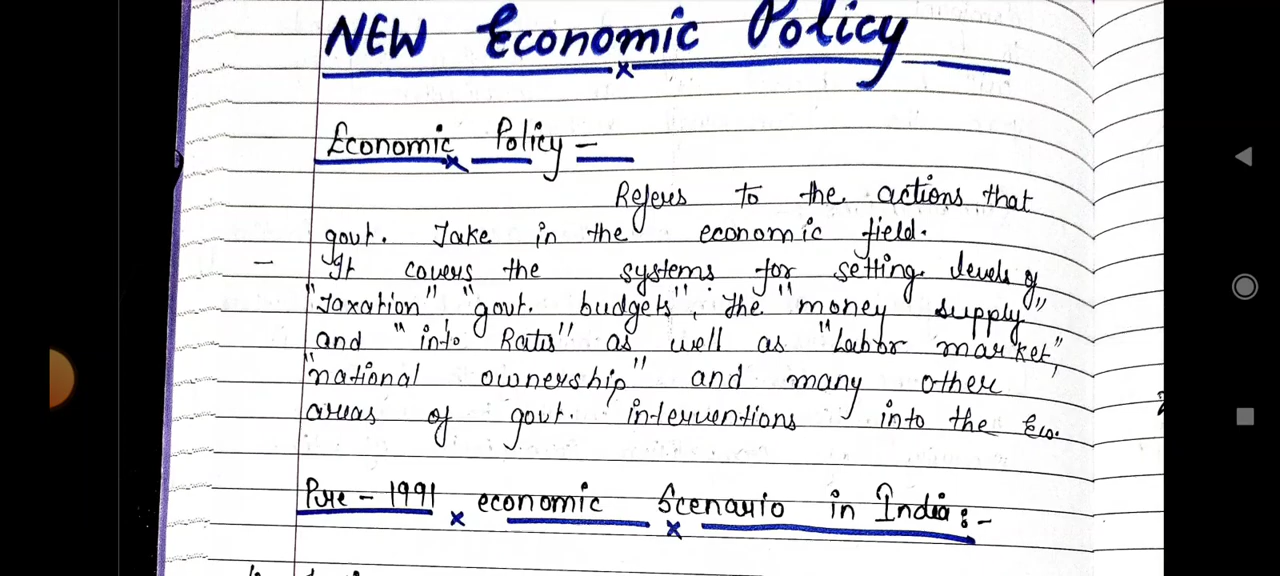 NEW Economic Policy
Economic Policy -
Refers to the actions that
govt. Take in the economic field.
- It covers the systems for setting levels of
"Taxation" "govt. budgets", The "money supply"
and "into Rates" as well as "Labor market",
"national ownership" and many other
areas of govt. interventions into the Eco.
Pre - 1991 economic Scenario in India :-